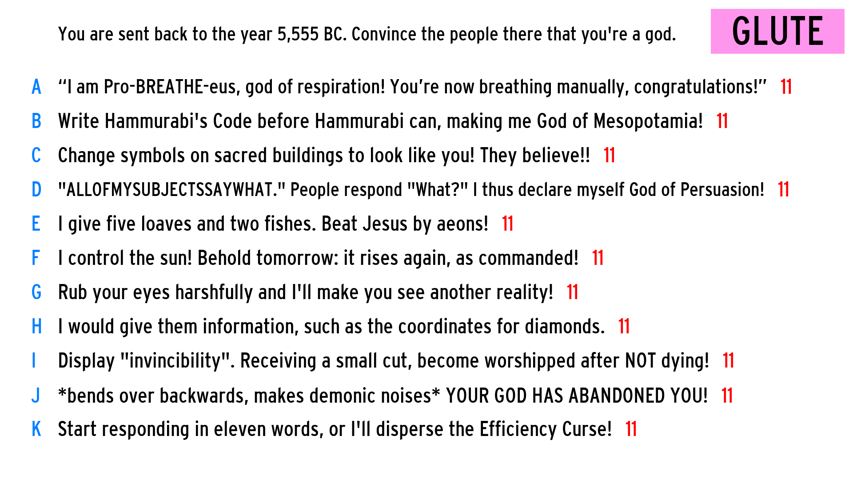 You are sent back to the year 5,555 BC. Convince the people there that you're a god.
GLUTE
A “I am Pro-BREATHE-eus, god of respiration! You’re now breathing manually, congratulations!” 11
B Write Hammurabi's Code before Hammurabi can, making me God of Mesopotamia! 11
C Change symbols on sacred buildings to look like you! They believe!! 11
D "ALLOFMYSUBJECTSSAYWHAT." People respond "What?" I thus declare myself God of Persuasion! 11
E I give five loaves and two fishes. Beat Jesus by aeons! 11
F I control the sun! Behold tomorrow: it rises again, as commanded! 11
G Rub your eyes harshfully and I'll make you see another reality! 11
H I would give them information, such as the coordinates for diamonds. 11
I Display "invincibility". Receiving a small cut, become worshipped after NOT dying! 11
J *bends over backwards, makes demonic noises* YOUR GOD HAS ABANDONED YOU! 11
K Start responding in eleven words, or I'll disperse the Efficiency Curse! 11